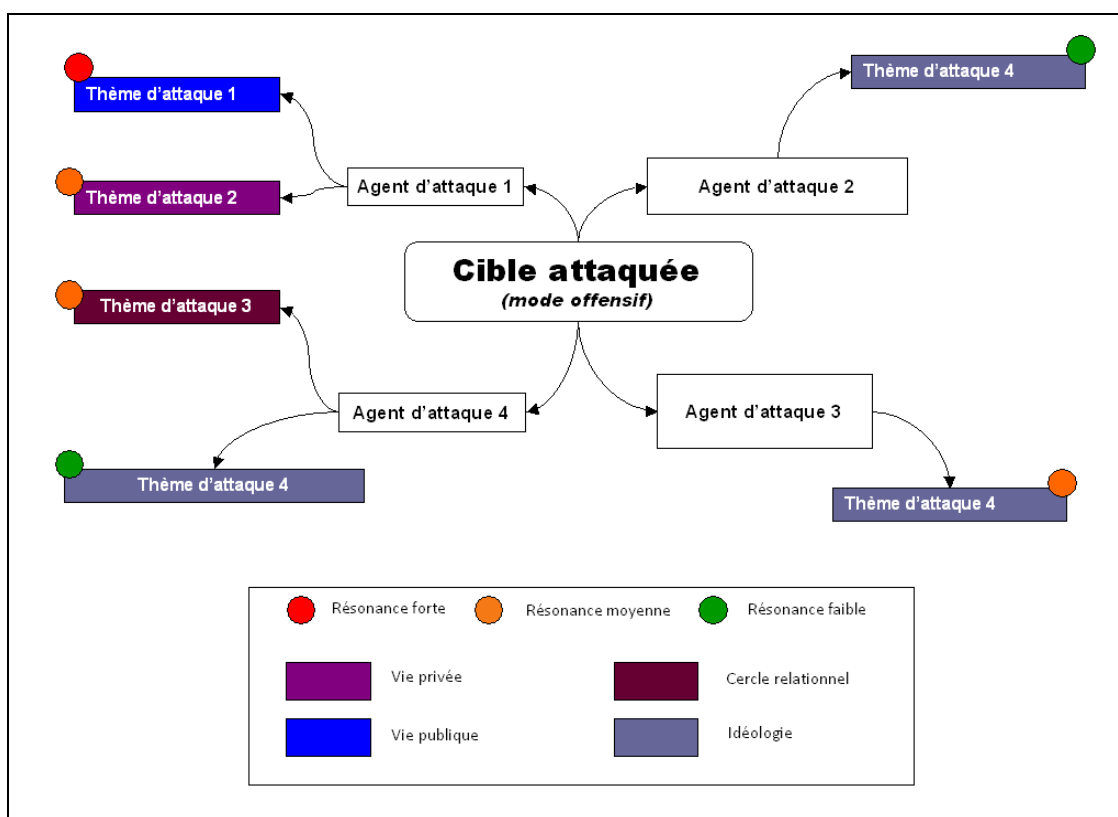 Thème d'attaque 1
Thème d'attaque 4
Thème d'attaque 2
Agent d'attaque 1
Agent d'attaque 2
Cible attaquée
(mode offensif)
Thème d'attaque 3
Agent d'attaque 4
Agent d'attaque 3
Thème d'attaque 4
Thème d'attaque 4
Résonance forte
Résonance moyenne
Résonance faible
Vie privée
Cercle relationnel
Vie publique
Idéologie